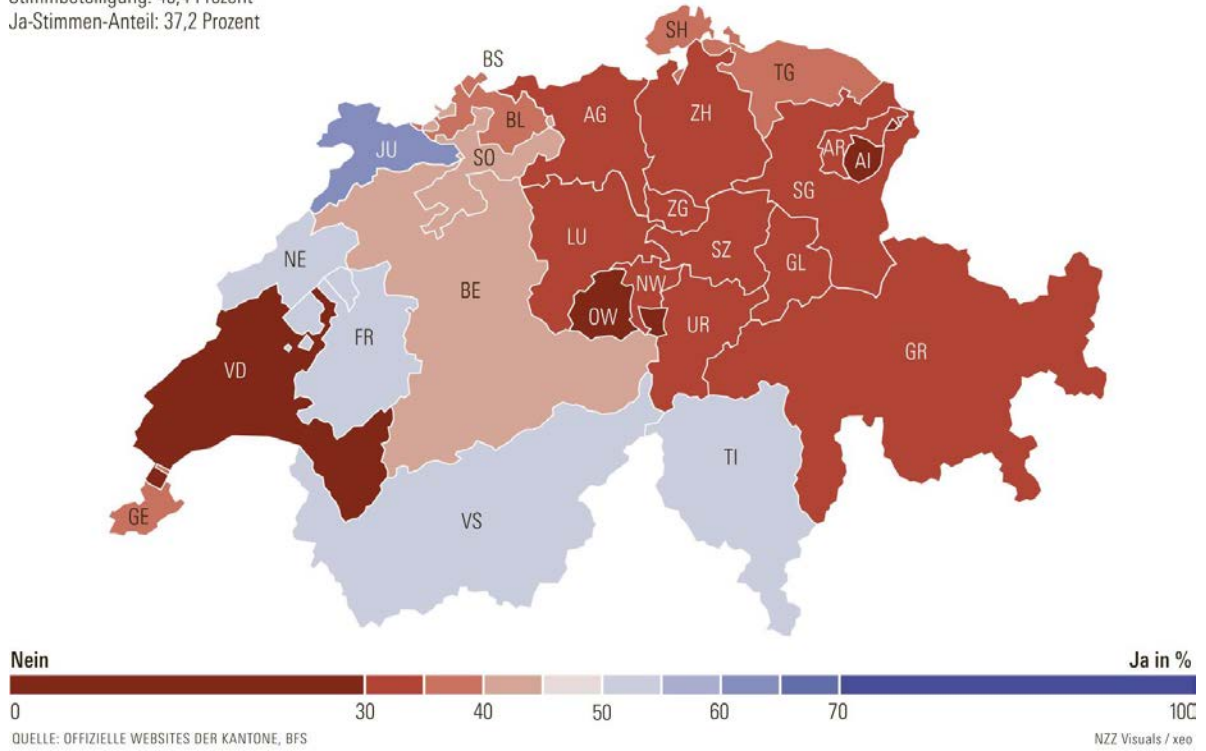 Ja-Stimmen-Anteil: 37,2 Prozent
SH
BS
TG
BL
AG
ZH
JU
SO
AR
AI
SG
ZG
LU
SZ
NE
GL
NW
BE
OW
UR
FR
GR
VD
TI
GE
VS
Nein
Ja in %
0
30
40
50
60
70
100
QUELLE: OFFIZIELLE WEBSITES DER KANTONE, BFS
NZZ Visuals / xeo